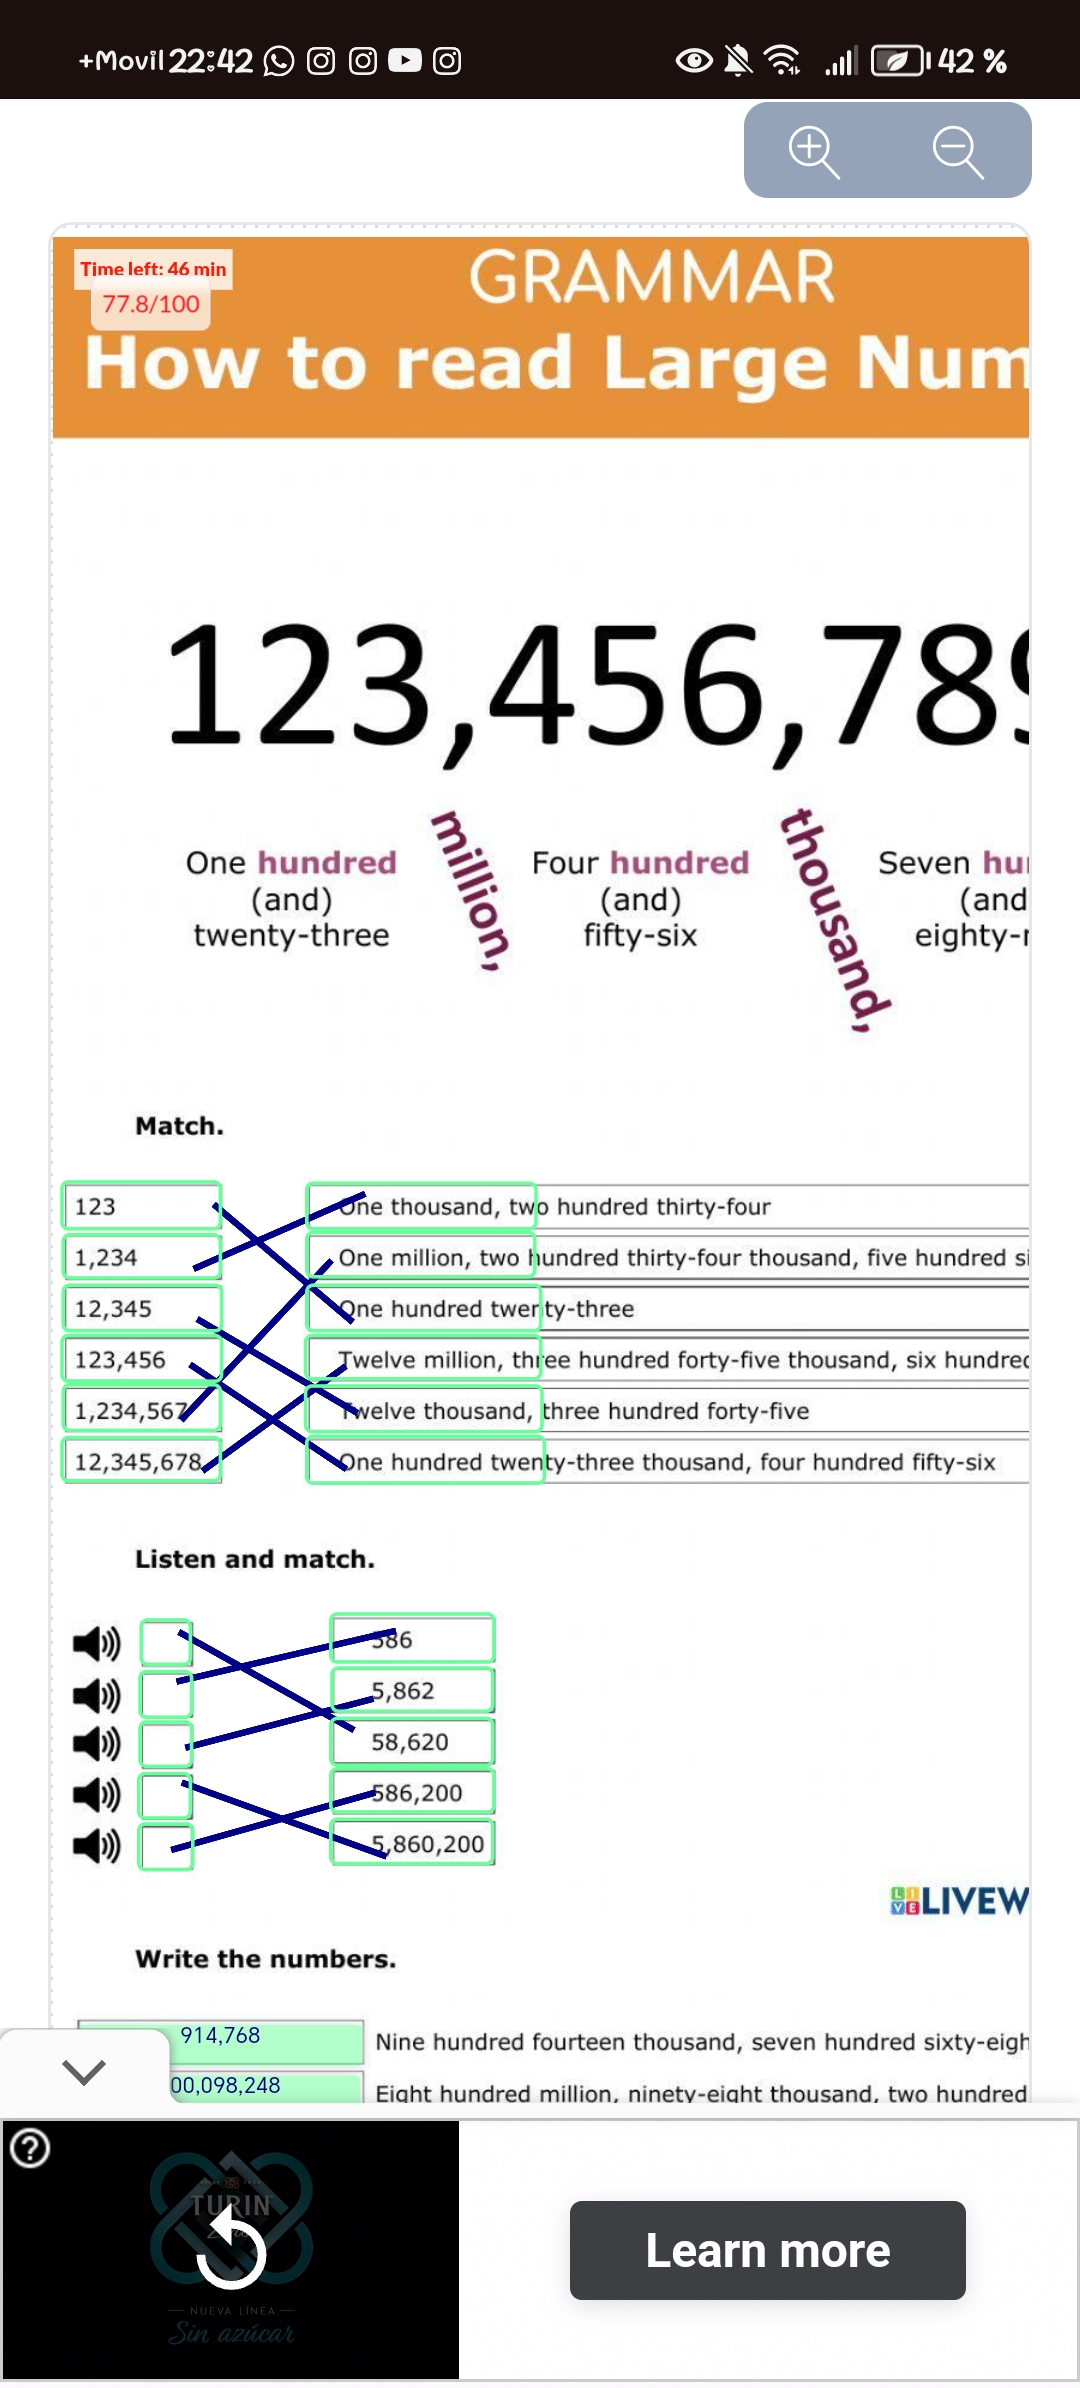 +Movil 22:42 42 %
Time left: 46 min
77.8/100
GRAMMAR
How to read Large Num
123,456,789
One hundred (and) twenty-three
million,
Four hundred (and) fifty-six
thousand,
Seven hu
(and
eighty-
Match.
123
One thousand, two hundred thirty-four
1,234
One million, two hundred thirty-four thousand, five hundred si
12,345
One hundred twenty-three
123,456
Twelve million, three hundred forty-five thousand, six hundred
1,234,567
Twelve thousand, three hundred forty-five
12,345,678
One hundred twenty-three thousand, four hundred fifty-six
Listen and match.
586
5,862
58,620
586,200
5,860,200
LIVE LIVEW
Write the numbers.
914,768
Nine hundred fourteen thousand, seven hundred sixty-eigh
00,098,248
Eight hundred million, ninety-eight thousand, two hundred
TURIN
NUEVA LÍNEA
Sin azúcar
Learn more